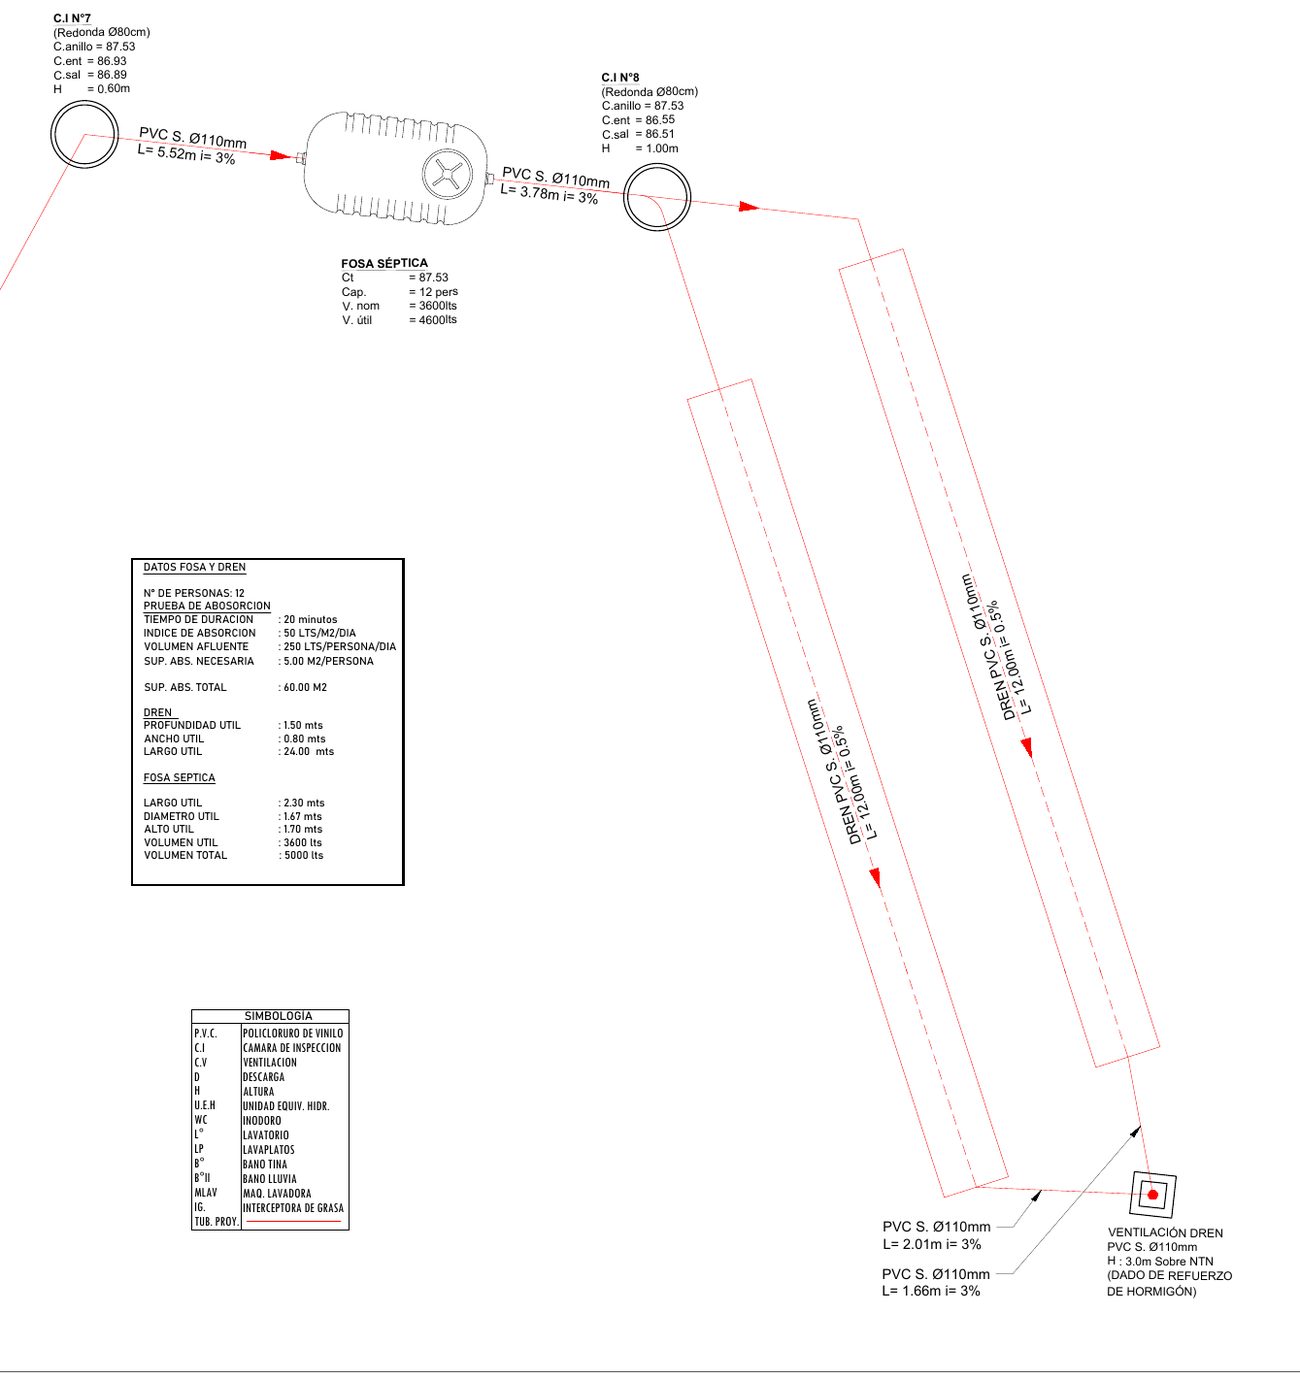 C.I N°7
(Redonda Ø80cm)
C.anillo = 87.53
C.ent = 86.93
C.sal = 86.89
H = 0.60m
PVC S. Ø110mm
L= 5.52m i= 3%
C.I N°8
(Redonda Ø80cm)
C.anillo = 87.53
C.ent = 86.55
C.sal = 86.51
H = 1.00m
PVC S. Ø110mm
L= 3.78m i= 3%
FOSA SÉPTICA
Ct = 87.53
Cap. = 12 pers
V. nom = 3600lts
V. útil = 4600lts
DREN PVC S. Ø110mm
L= 12.00m i= 0.5%
DREN PVC S. Ø110mm
L= 12.00m i= 0.5%
DATOS FOSA Y DREN
N° DE PERSONAS: 12
PRUEBA DE ABOSORCION
TIEMPO DE DURACION : 20 minutos
INDICE DE ABSORCION : 50 LTS/M2/DIA
VOLUMEN AFLUENTE : 250 LTS/PERSONA/DIA
SUP. ABS. NECESARIA : 5.00 M2/PERSONA
SUP. ABS. TOTAL : 60.00 M2
DREN
PROFUNDIDAD UTIL : 1.50 mts
ANCHO UTIL : 0.80 mts
LARGO UTIL : 24.00 mts
FOSA SEPTICA
LARGO UTIL : 2.30 mts
DIAMETRO UTIL : 1.67 mts
ALTO UTIL : 1.70 mts
VOLUMEN UTIL : 3600 lts
VOLUMEN TOTAL : 5000 lts
SIMBOLOGÍA
P.V.C. POLICLORURO DE VINILO
C.I CAMARA DE INSPECCION
C.V VENTILACION
D DESCARGA
H ALTURA
U.E.H UNIDAD EQUIV. HIDR.
WC INODORO
L° LAVATORIO
LP LAVAPLATOS
B° BANO TINA
B°ll BANO LLUVIA
MLAV MAQ. LAVADORA
IG. INTERCEPTORA DE GRASA
TUB. PROY.
PVC S. Ø110mm
L= 2.01m i= 3%
PVC S. Ø110mm
L= 1.66m i= 3%
VENTILACIÓN DREN
PVC S. Ø110mm
H : 3.0m Sobre NTN
(DADO DE REFUERZO
DE HORMIGÓN)